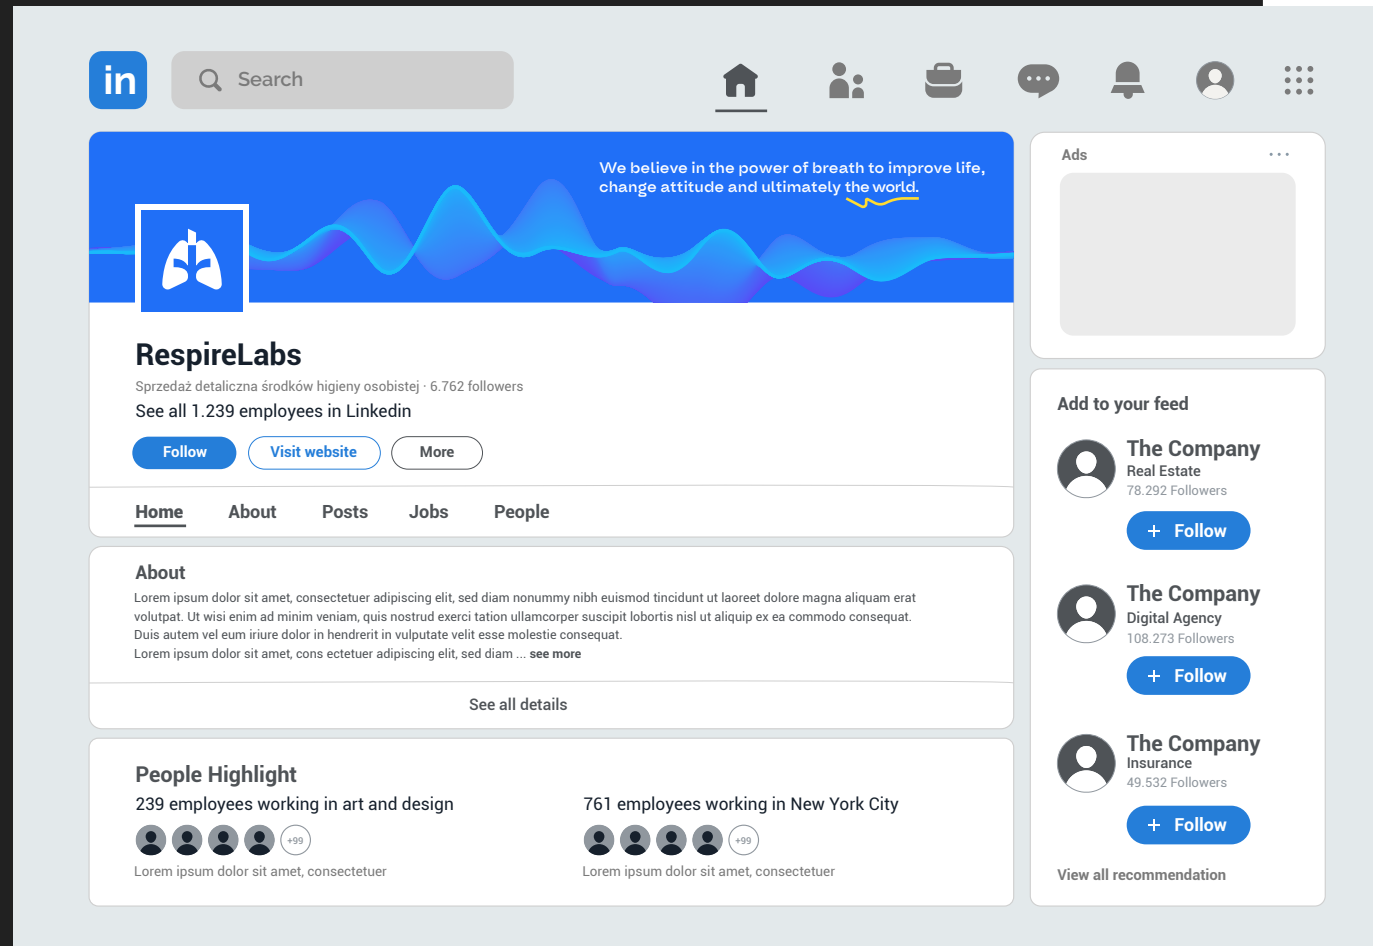 in
Search
We believe in the power of breath to improve life,
change attitude and ultimately the world.
RespireLabs
Sprzedaż detaliczna środków higieny osobistej · 6.762 followers
See all 1.239 employees in Linkedin
Follow
Visit website
More
Home
About
Posts
Jobs
People
About
Lorem ipsum dolor sit amet, consectetuer adipiscing elit, sed diam nonummy nibh euismod tincidunt ut laoreet dolore magna aliquam erat
volutpat. Ut wisi enim ad minim veniam, quis nostrud exerci tation ullamcorper suscipit lobortis nisl ut aliquip ex ea commodo consequat.
Duis autem vel eum iriure dolor in hendrerit in vulputate velit esse molestie consequat.
Lorem ipsum dolor sit amet, cons ectetuer adipiscing elit, sed diam ... see more
See all details
People Highlight
239 employees working in art and design
+99
Lorem ipsum dolor sit amet, consectetuer
761 employees working in New York City
+99
Lorem ipsum dolor sit amet, consectetuer
Ads
Add to your feed
The Company
Real Estate
78.292 Followers
+ Follow
The Company
Digital Agency
108.273 Followers
+ Follow
The Company
Insurance
49.532 Followers
+ Follow
View all recommendation